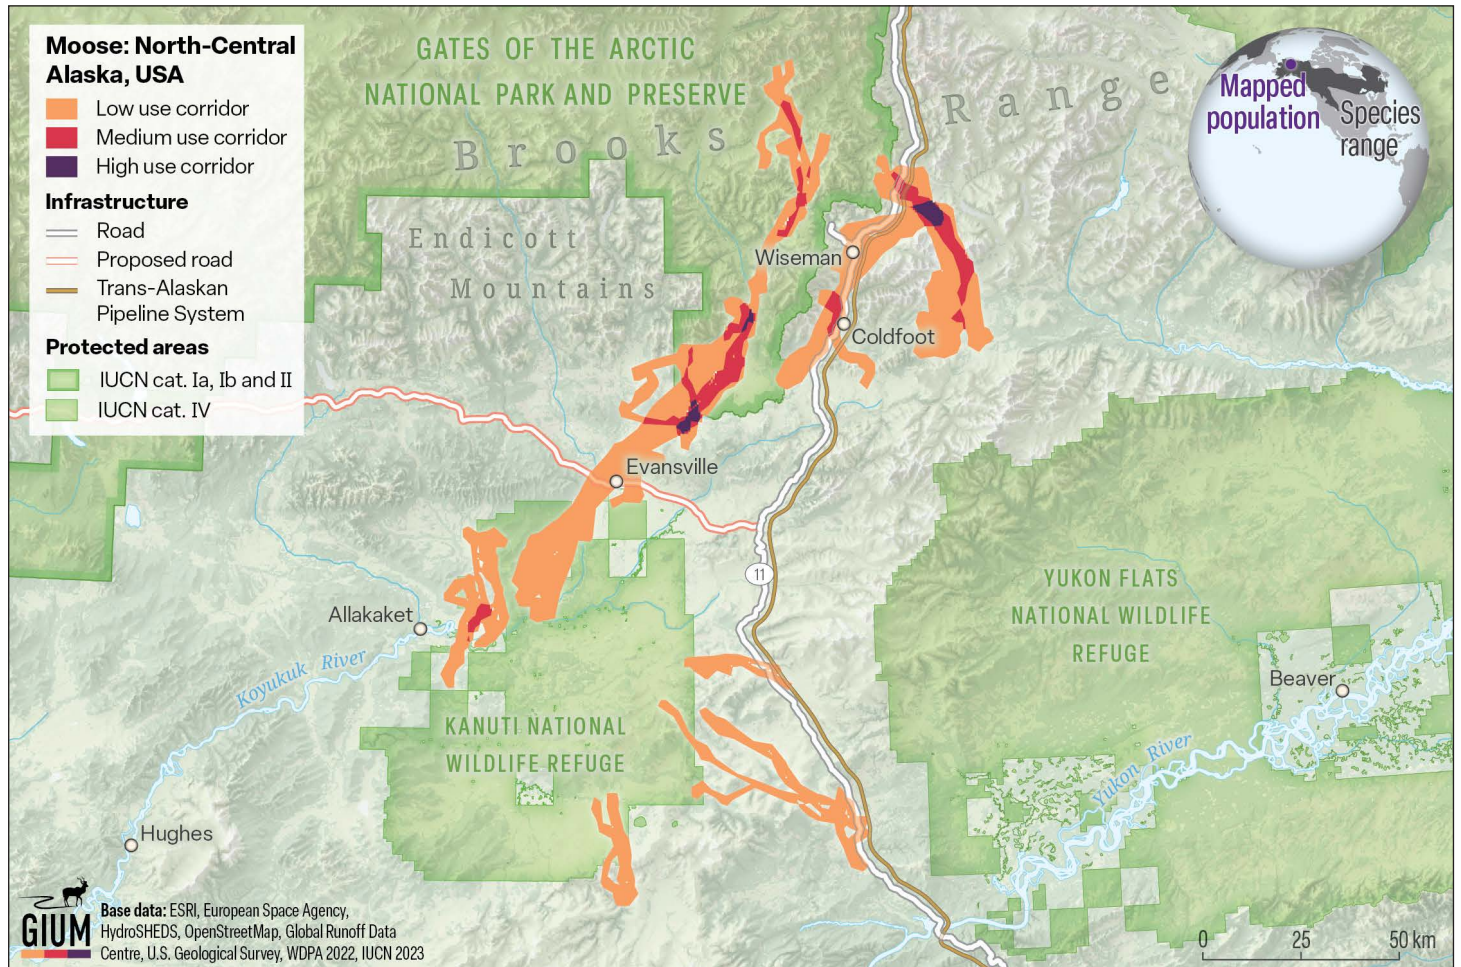 Moose: North-Central
Alaska, USA
Low use corridor
Medium use corridor
High use corridor
Infrastructure
Road
Proposed road
Trans-Alaskan
Pipeline System
Protected areas
IUCN cat. Ia, Ib and II
IUCN cat. IV
GATES OF THE ARCTIC
NATIONAL PARK AND PRESERVE
Brooks Range
Mapped
population
Species
range
Endicott
Mountains
Wiseman
Coldfoot
Evansville
11
Allakaket
Koyukuk River
YUKON FLATS
NATIONAL WILDLIFE
REFUGE
Beaver
Yukon River
KANUTI NATIONAL
WILDLIFE REFUGE
Hughes
GIUM
Base data: ESRI, European Space Agency,
HydroSHEDS, OpenStreetMap, Global Runoff Data
Centre, U.S. Geological Survey, WDPA 2022, IUCN 2023
0 25 50 km